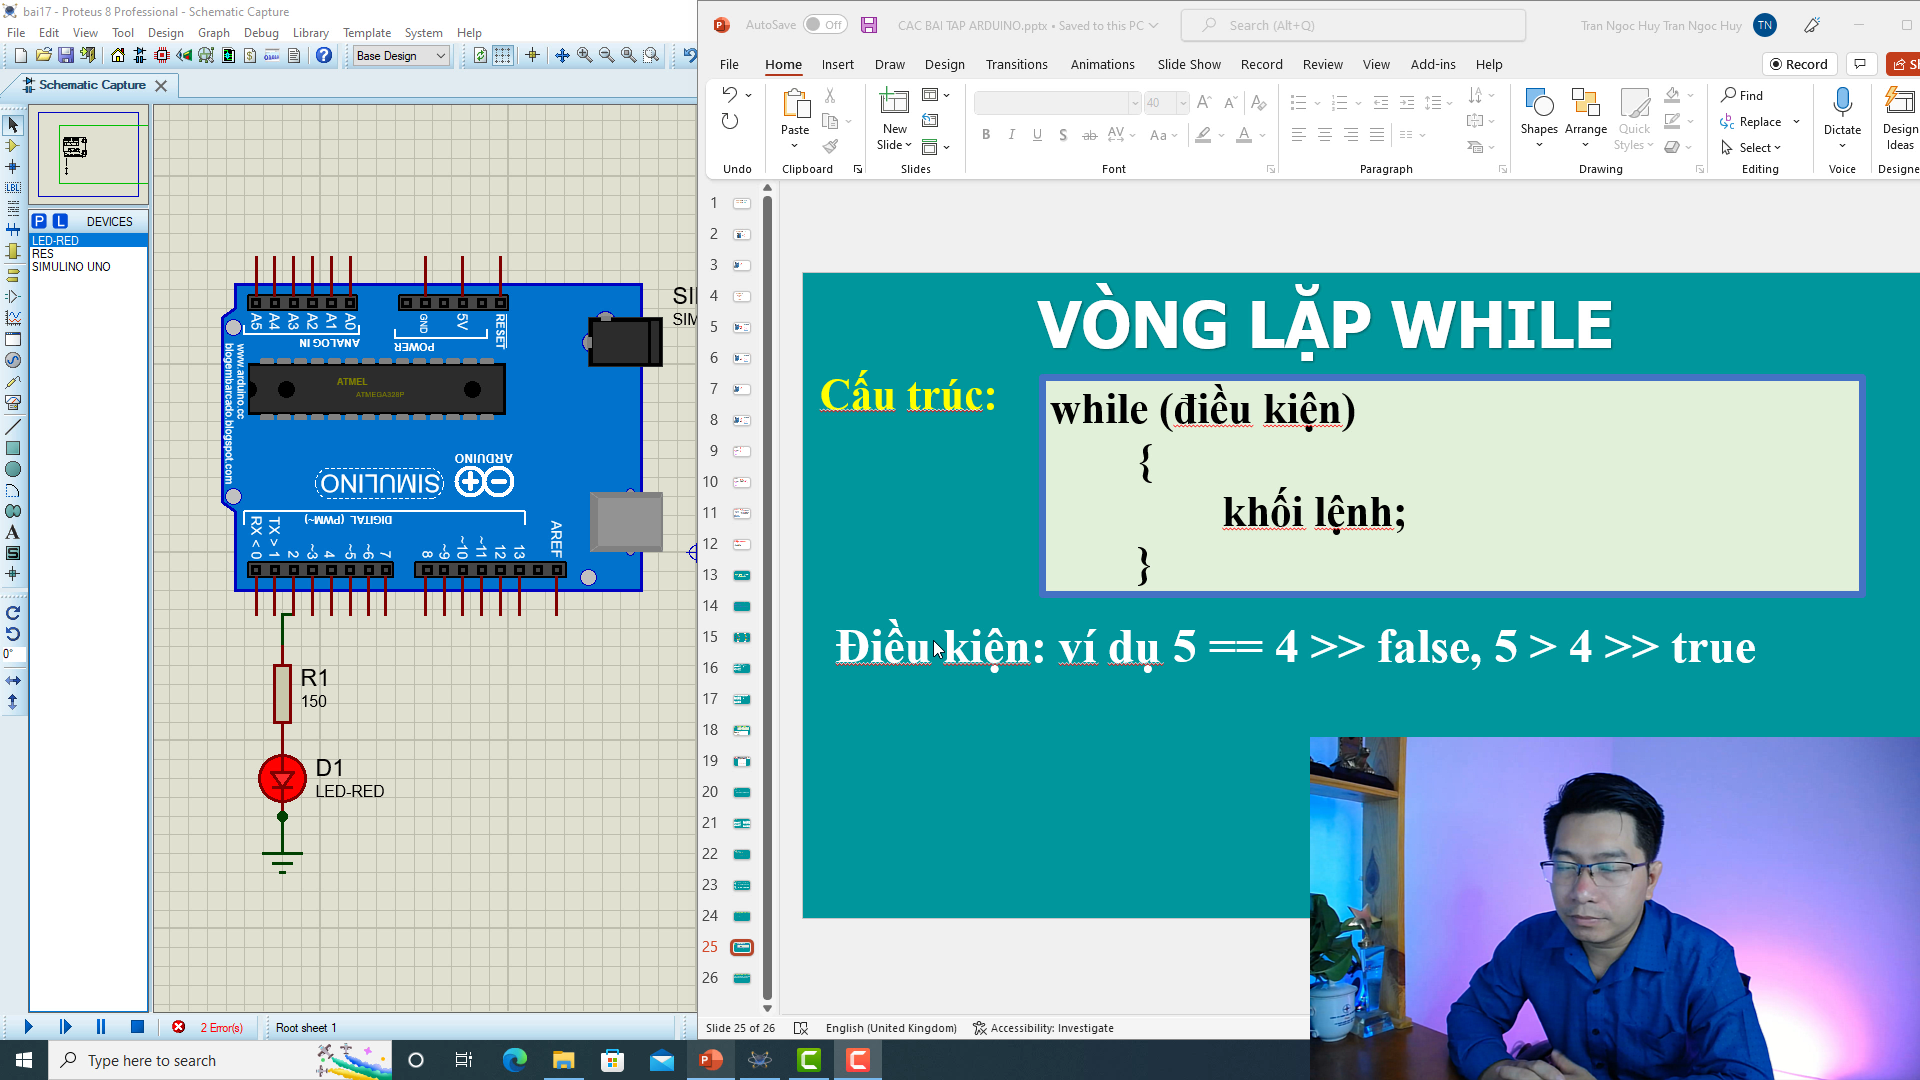 bai17 - Proteus 8 Professional - Schematic Capture
File Edit View Tool Design Graph Debug Library Template System Help
Base Design
Schematic Capture
P L DEVICES
LED-RED
RES
SIMULINO UNO
LBL
0°
A5 A4 A3 A2 A1 A0
ANALOG IN
GND 5V RESET
POWER
www.arduino.cc
blogembarcado.blogspot.com
ATMEL
ATMEGA328P
ARDUINO
SIMULINO
DIGITAL (PWM~)
RX < 0 TX > 1 2 ~3 4 ~5 ~6 7 8 ~9 ~10 ~11 12 13 AREF
R1
150
D1
LED-RED
2 Error(s)
Root sheet 1
AutoSave Off
CAC BAI TAP ARDUINO.pptx • Saved to this PC
Search (Alt+Q)
Tran Ngoc Huy Tran Ngoc Huy TN
File Home Insert Draw Design Transitions Animations Slide Show Record Review View Add-ins Help
Record
Paste
New Slide
40
Shapes Arrange Quick Styles
Find
Replace
Select
Dictate
Design Ideas
Undo Clipboard Slides Font Paragraph Drawing Editing Voice Designe
1
2
3
4
5
6
7
8
9
10
11
12
13
14
15
16
17
18
19
20
21
22
23
24
25
26
VÒNG LẶP WHILE
Cấu trúc:
while (điều kiện)
{
khối lệnh;
}
Điều kiện: ví dụ 5 == 4 >> false, 5 > 4 >> true
Slide 25 of 26
English (United Kingdom)
Accessibility: Investigate
Type here to search